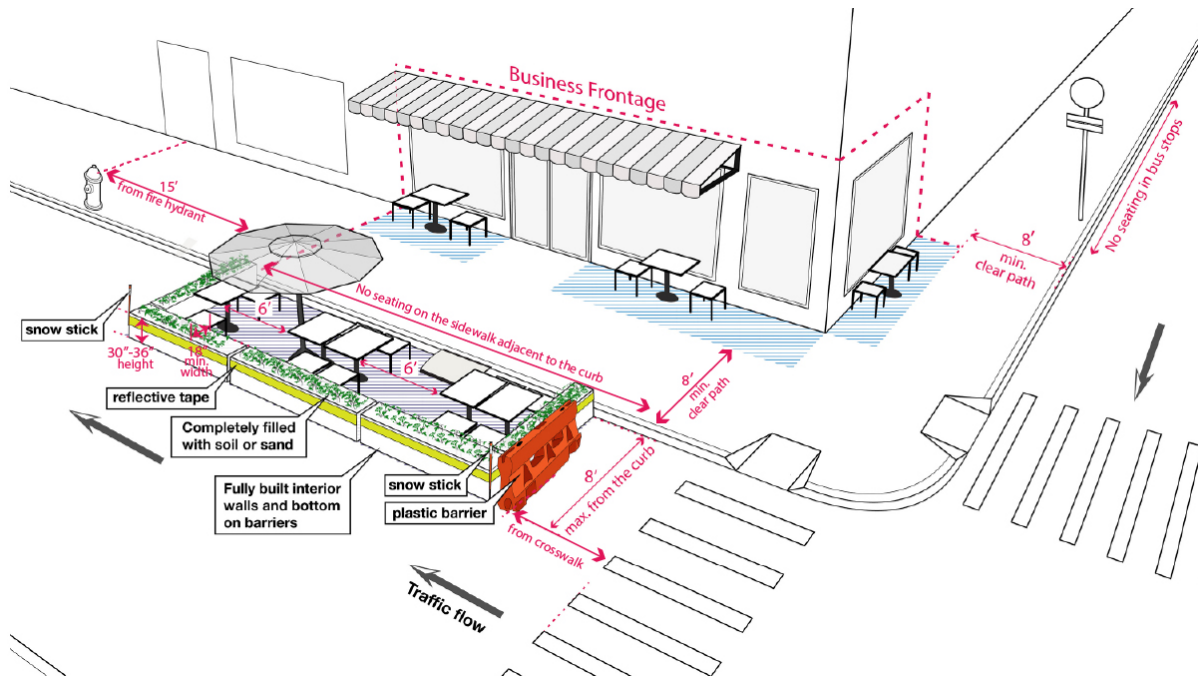 Business Frontage
15’
from fire hydrant
No seating in bus stops
8’
min.
clear path
No seating on the sidewalk adjacent to the curb
snow stick
6’
30”-36”
height
18”
min.
width
6’
8’
min.
clear path
reflective tape
Completely filled
with soil or sand
Fully built interior
walls and bottom
on barriers
snow stick
plastic barrier
8’
max. from the curb
from crosswalk
Traffic flow